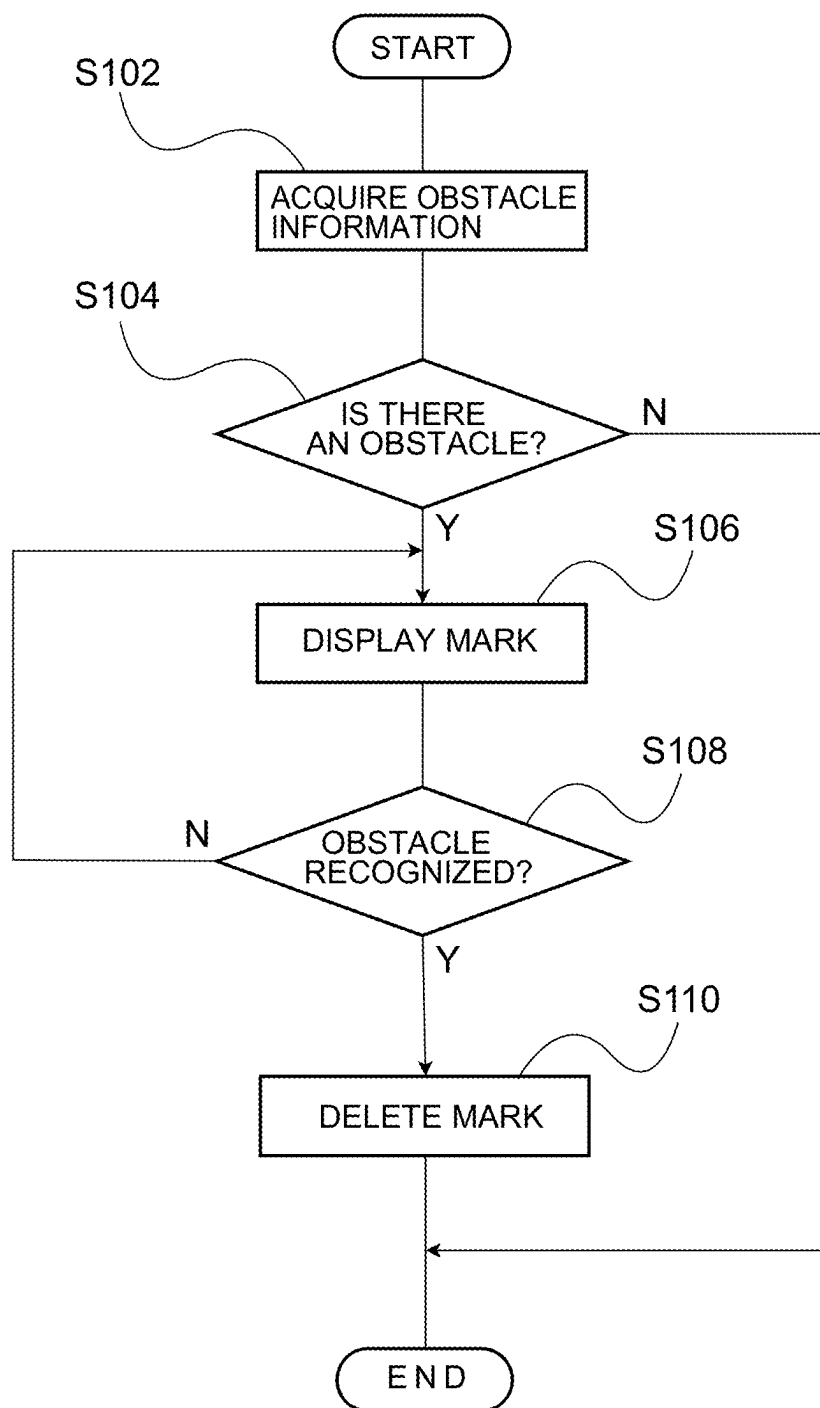 START
S102
ACQUIRE OBSTACLE
INFORMATION
S104
IS THERE
AN OBSTACLE?
N
Y
S106
DISPLAY MARK
S108
N
OBSTACLE
RECOGNIZED?
Y
S110
DELETE MARK
END